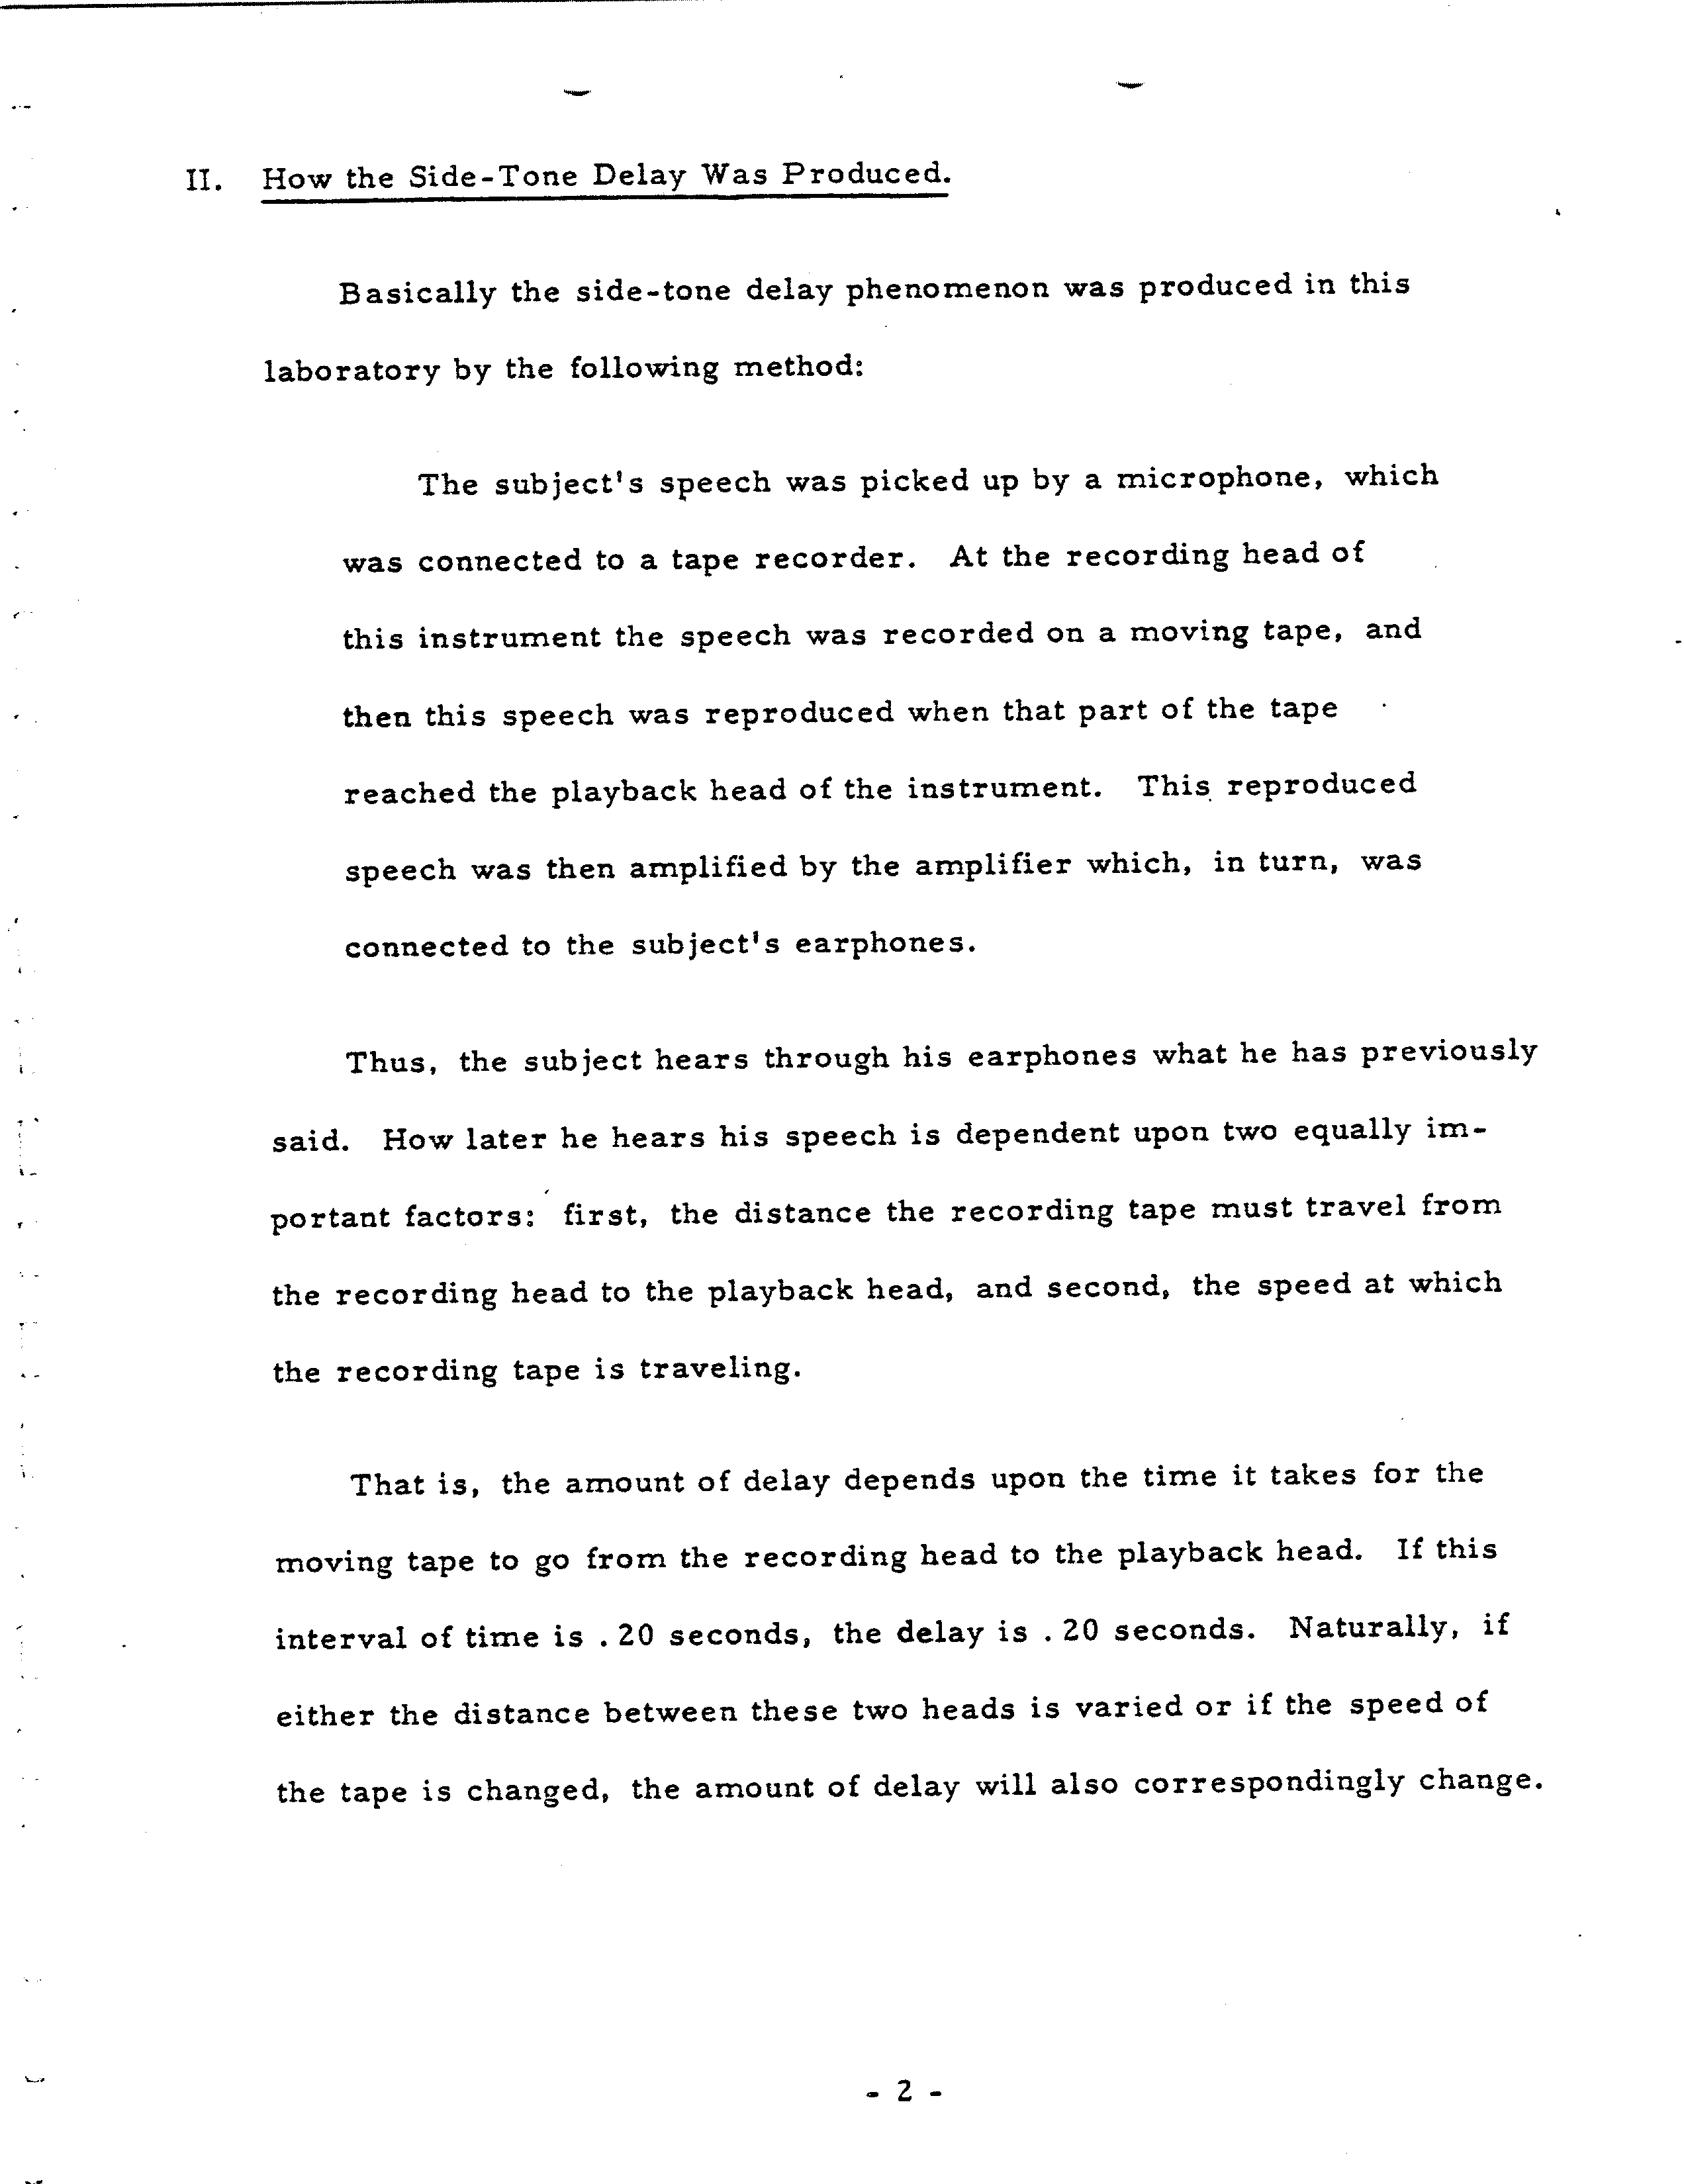 II. How the Side-Tone Delay Was Produced.
Basically the side-tone delay phenomenon was produced in this
laboratory by the following method:
The subject's speech was picked up by a microphone, which
was connected to a tape recorder. At the recording head of
this instrument the speech was recorded on a moving tape, and
then this speech was reproduced when that part of the tape
reached the playback head of the instrument. This reproduced
speech was then amplified by the amplifier which, in turn, was
connected to the subject's earphones.
Thus, the subject hears through his earphones what he has previously
said. How later he hears his speech is dependent upon two equally im-
portant factors: first, the distance the recording tape must travel from
the recording head to the playback head, and second, the speed at which
the recording tape is traveling.
That is, the amount of delay depends upon the time it takes for the
moving tape to go from the recording head to the playback head. If this
interval of time is .20 seconds, the delay is .20 seconds. Naturally, if
either the distance between these two heads is varied or if the speed of
the tape is changed, the amount of delay will also correspondingly change.
- 2 -